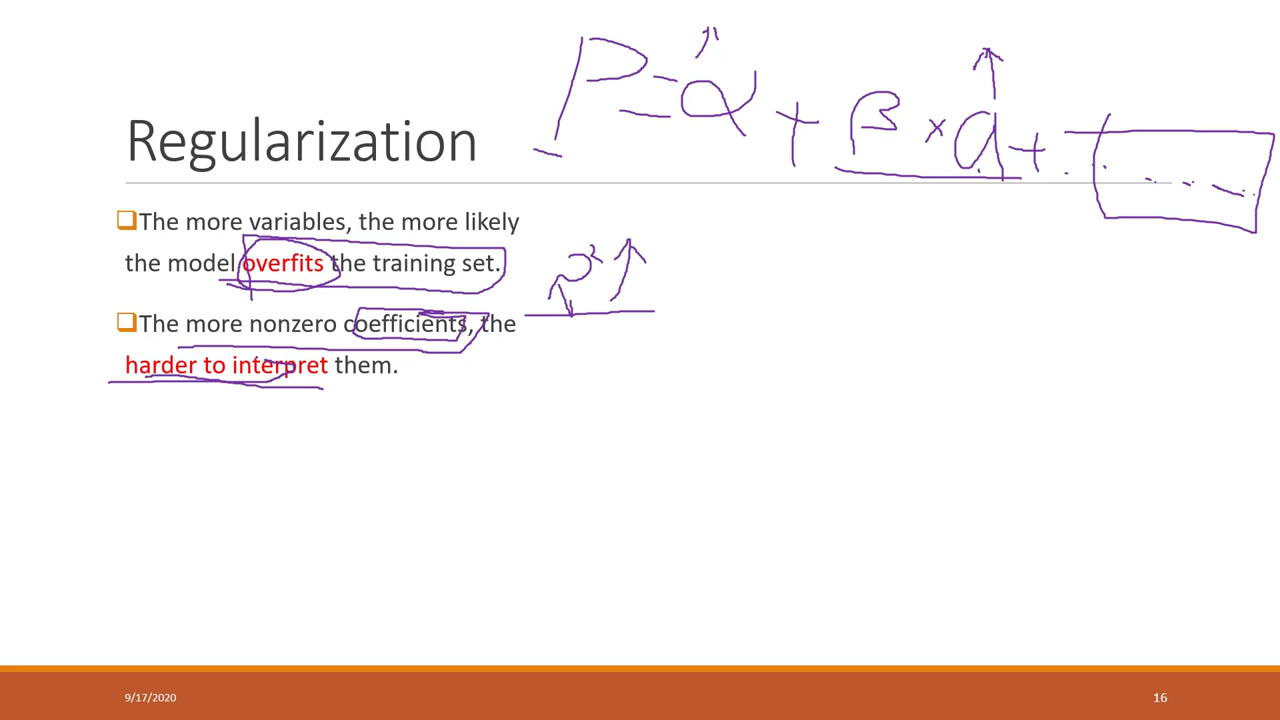 P = α + β × a + . . . . . . . .
Regularization
The more variables, the more likely
the model overfits the training set.
R² ↑
The more nonzero coefficients, the
harder to interpret them.
9/17/2020
16